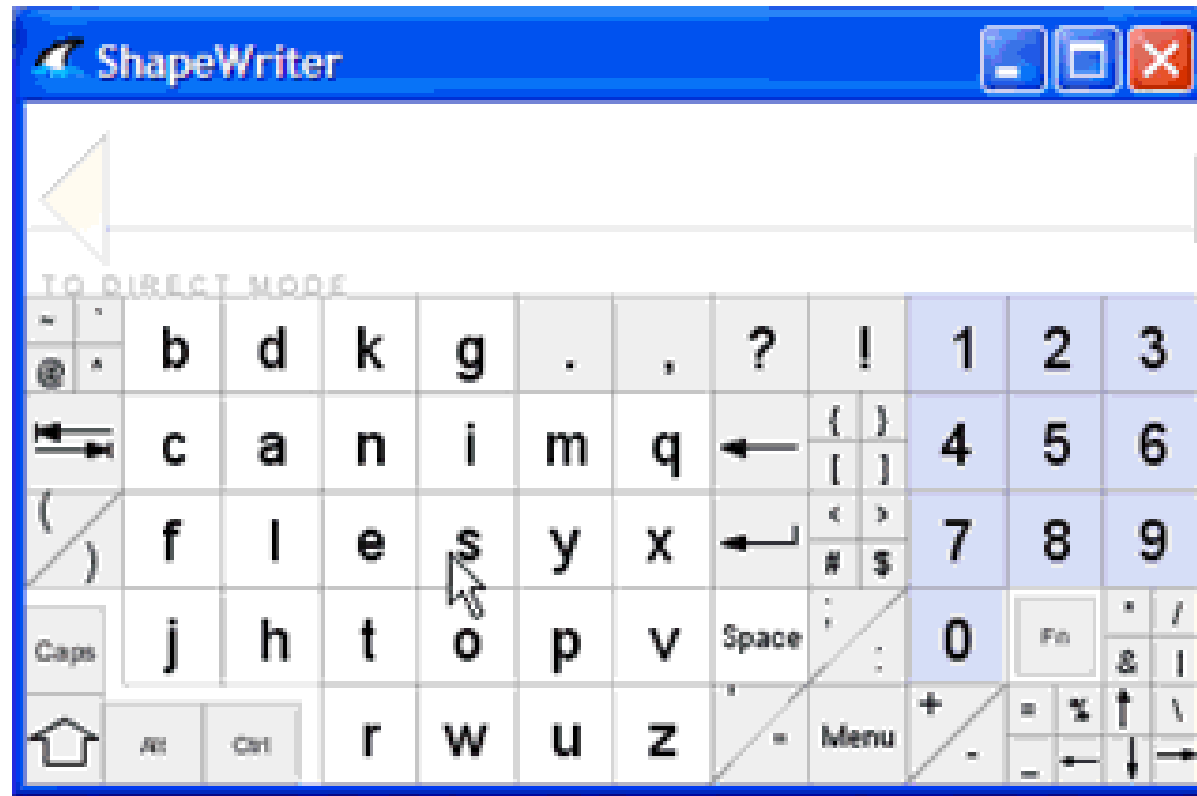 ShapeWriter
TO DIRECT MODE
~ ` b d k g . , ? ! 1 2 3
@ ^
c a n i m q { } 4 5 6
[ ]
( ) f l e s y x < > 7 8 9
# $
Caps j h t o p v Space ; : 0 Fn * /
& |
Alt Ctrl r w u z ' " Menu + - = % \
_